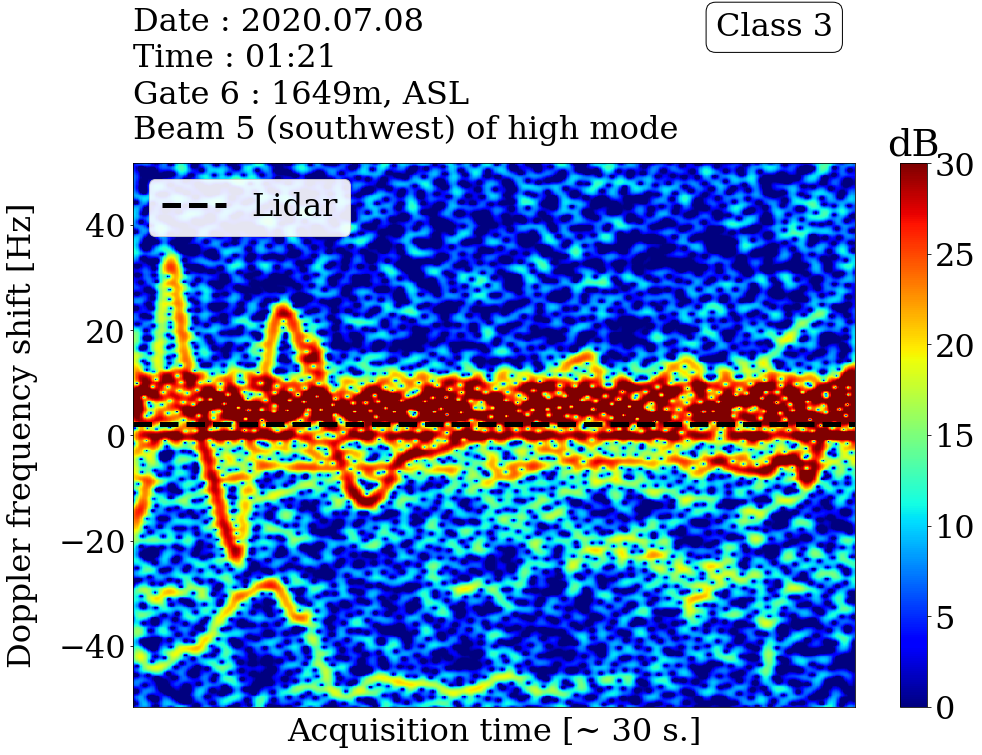 Date : 2020.07.08
Time : 01:21
Gate 6 : 1649m, ASL
Beam 5 (southwest) of high mode
Class 3
dB
Lidar
Doppler frequency shift [Hz]
40
20
0
−20
−40
30
25
20
15
10
5
0
Acquisition time [~ 30 s.]